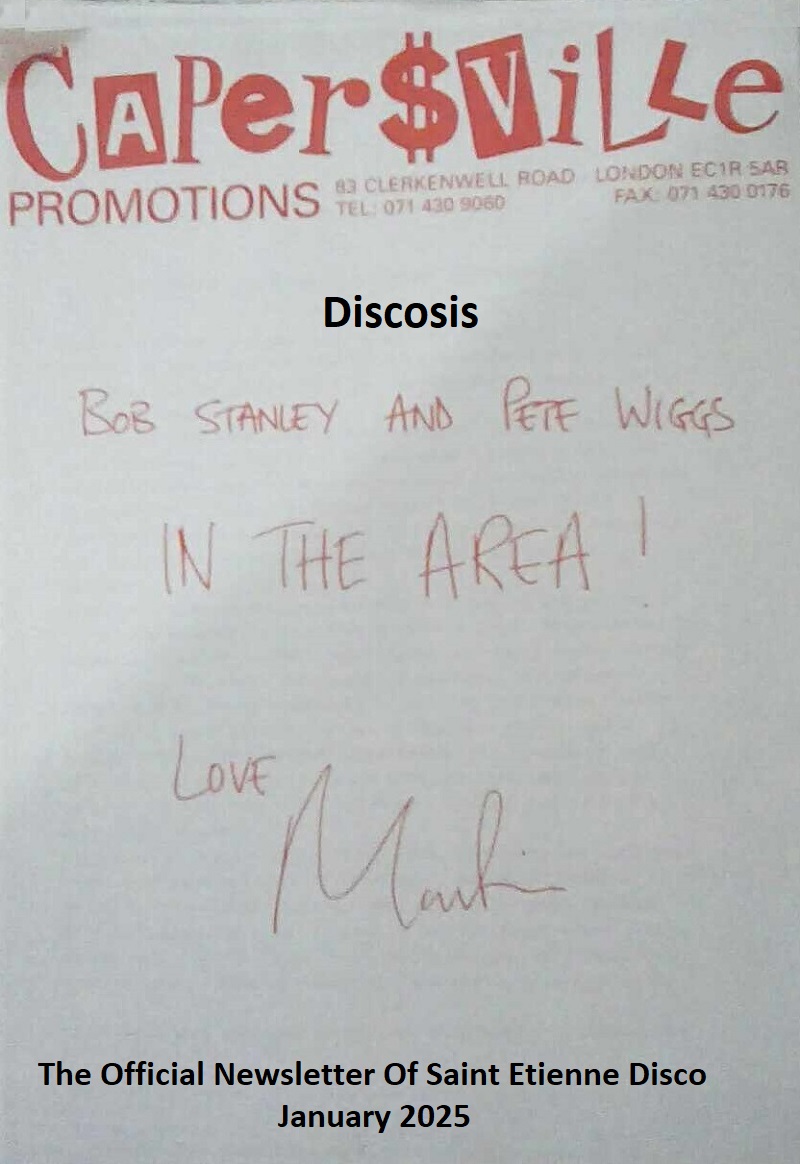 CAPER$VILLE
PROMOTIONS 83 CLERKENWELL ROAD LONDON EC1R 5AR
TEL: 071 430 9060 FAX: 071 430 0176
Discosis
BOB STANLEY AND PETE WIGGS
IN THE AREA !
LOVE
Martin
The Official Newsletter Of Saint Etienne Disco
January 2025